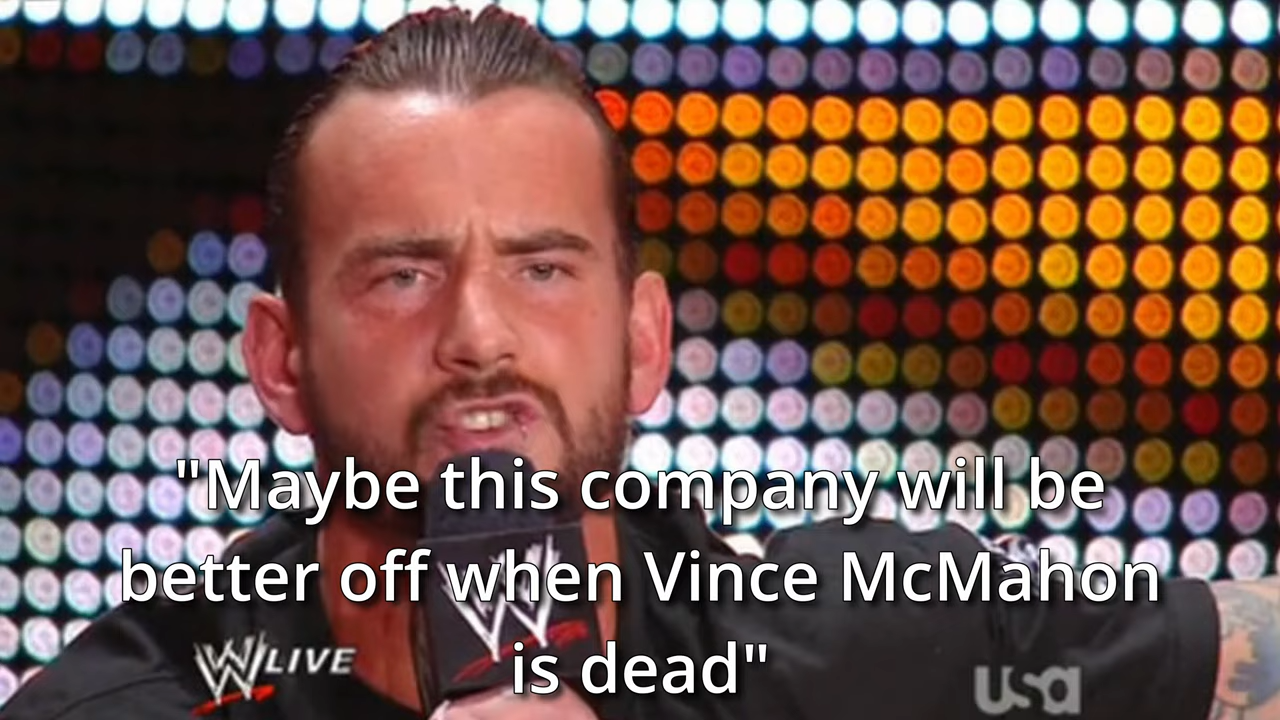 "Maybe this company will be
better off when Vince McMahon
W LIVE
W
is dead"
usa